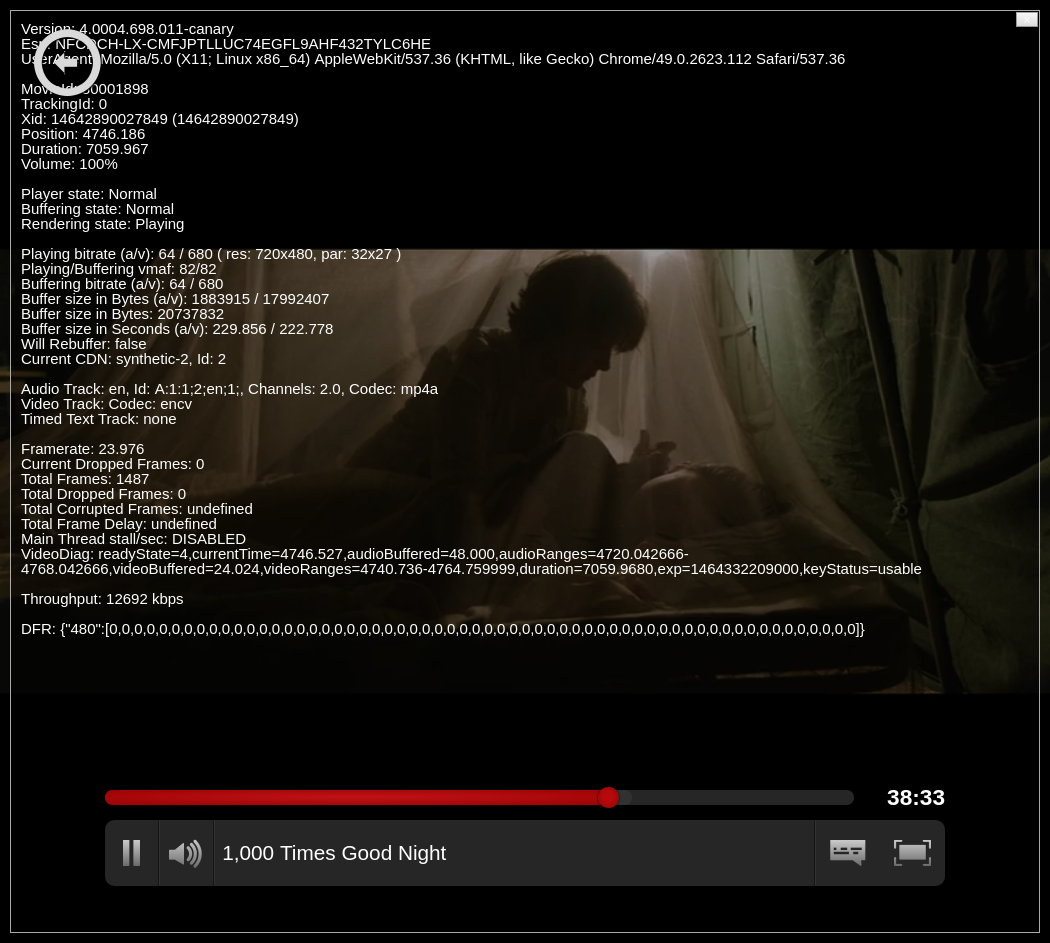 Version: 4.0004.698.011-canary
Esn: NFCDCH-LX-CMFJPTLLUC74EGFL9AHF432TYLC6HE
UserAgent: Mozilla/5.0 (X11; Linux x86_64) AppleWebKit/537.36 (KHTML, like Gecko) Chrome/49.0.2623.112 Safari/537.36
MovieId: 80001898
TrackingId: 0
Xid: 14642890027849 (14642890027849)
Position: 4746.186
Duration: 7059.967
Volume: 100%
Player state: Normal
Buffering state: Normal
Rendering state: Playing
Playing bitrate (a/v): 64 / 680 ( res: 720x480, par: 32x27 )
Playing/Buffering vmaf: 82/82
Buffering bitrate (a/v): 64 / 680
Buffer size in Bytes (a/v): 1883915 / 17992407
Buffer size in Bytes: 20737832
Buffer size in Seconds (a/v): 229.856 / 222.778
Will Rebuffer: false
Current CDN: synthetic-2, Id: 2
Audio Track: en, Id: A:1:1;2;en;1;, Channels: 2.0, Codec: mp4a
Video Track: Codec: encv
Timed Text Track: none
Framerate: 23.976
Current Dropped Frames: 0
Total Frames: 1487
Total Dropped Frames: 0
Total Corrupted Frames: undefined
Total Frame Delay: undefined
Main Thread stall/sec: DISABLED
VideoDiag: readyState=4,currentTime=4746.527,audioBuffered=48.000,audioRanges=4720.042666-
4768.042666,videoBuffered=24.024,videoRanges=4740.736-4764.759999,duration=7059.9680,exp=1464332209000,keyStatus=usable
Throughput: 12692 kbps
DFR: {"480":[0,0,0,0,0,0,0,0,0,0,0,0,0,0,0,0,0,0,0,0,0,0,0,0,0,0,0,0,0,0,0,0,0,0,0,0,0,0,0,0,0,0,0,0,0,0,0,0,0,0,0,0,0,0,0,0,0,0,0,0]}
38:33
1,000 Times Good Night